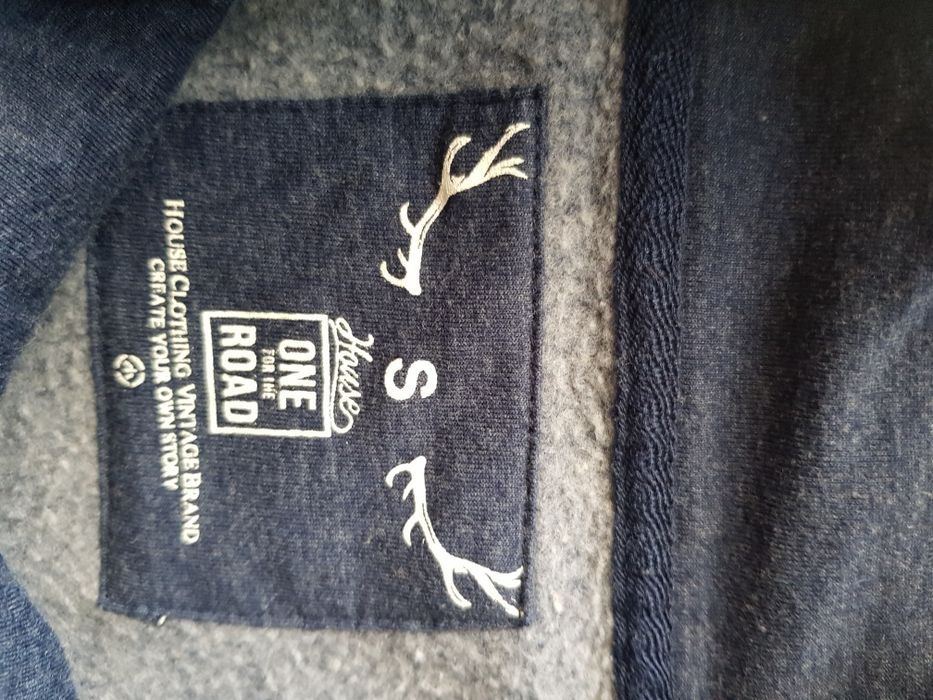 S
House
ONE
FOR THE
ROAD
HOUSE CLOTHING VINTAGE BRAND
CREATE YOUR OWN STORY